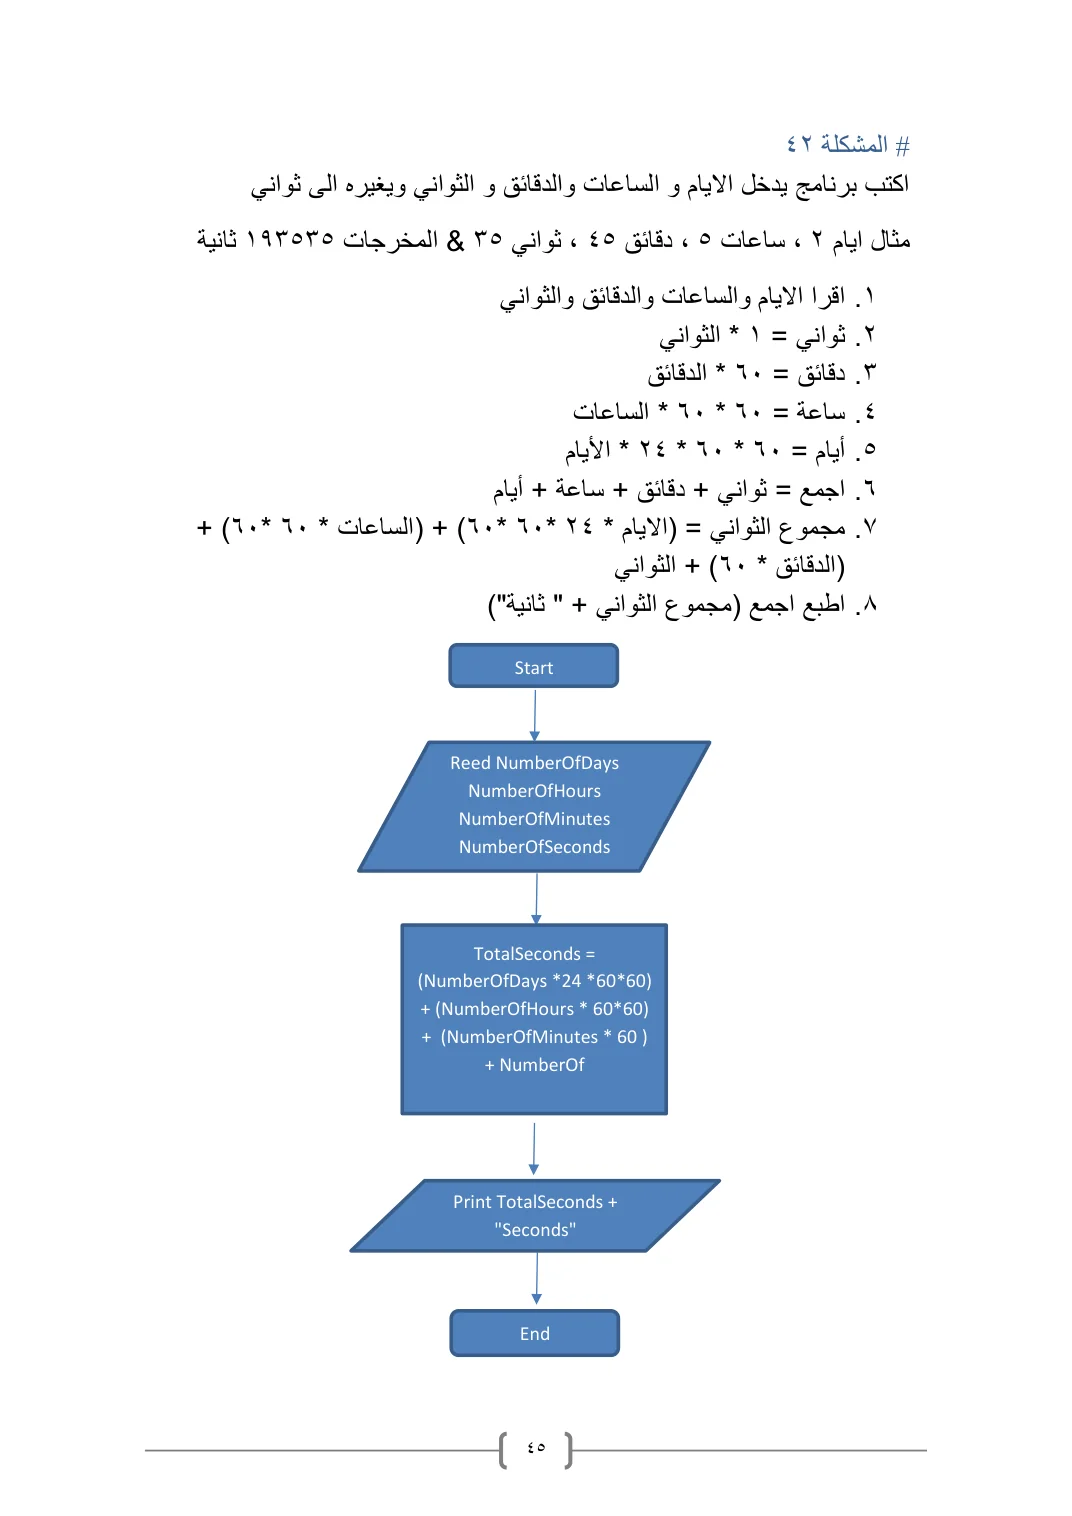 # المشكلة ٤٢
اكتب برنامج يدخل الايام و الساعات والدقائق و الثواني ويغيره الى ثواني
مثال ايام ٢ ، ساعات ٥ ، دقائق ٤٥ ، ثواني ٣٥ & المخرجات ١٩٣٥٣٥ ثانية
١. اقرا الايام والساعات والدقائق والثواني
٢. ثواني = ١ * الثواني
٣. دقائق = ٦٠ * الدقائق
٤. ساعة = ٦٠ * ٦٠ * الساعات
٥. أيام = ٦٠ * ٦٠ * ٢٤ * الأيام
٦. اجمع = ثواني + دقائق + ساعة + أيام
٧. مجموع الثواني = (الايام * ٢٤ *٦٠ *٦٠) + (الساعات * ٦٠ *٦٠) +
(الدقائق * ٦٠) + الثواني
٨. اطبع اجمع (مجموع الثواني + " ثانية")
Start
Reed NumberOfDays
NumberOfHours
NumberOfMinutes
NumberOfSeconds
TotalSeconds =
(NumberOfDays *24 *60*60)
+ (NumberOfHours * 60*60)
+ (NumberOfMinutes * 60 )
+ NumberOf
Print TotalSeconds +
"Seconds"
End
٤٥